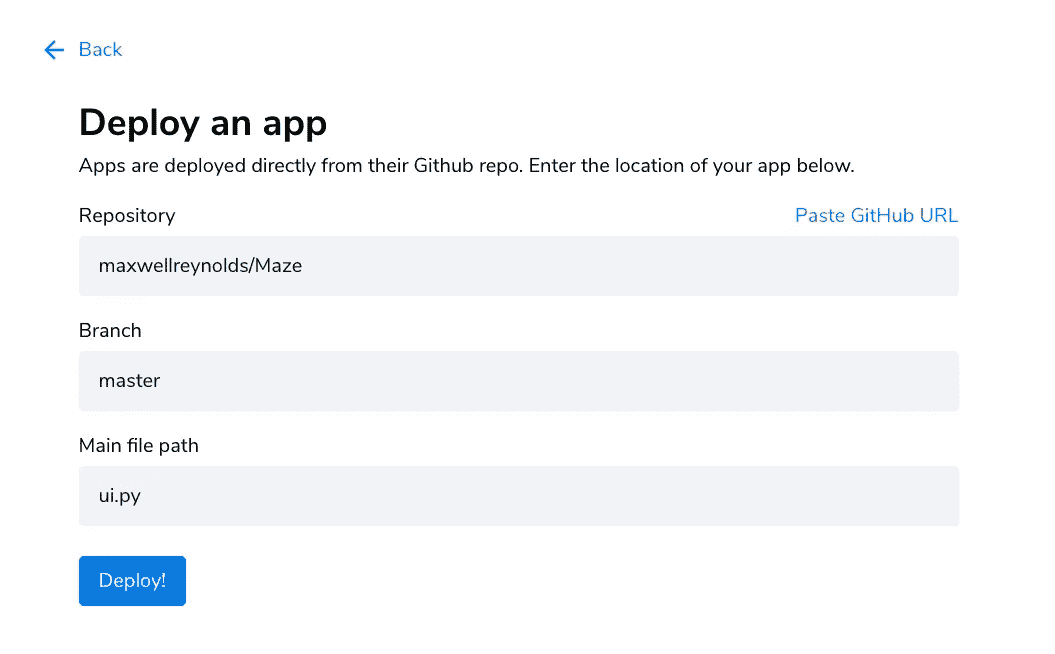 Back
Deploy an app
Apps are deployed directly from their Github repo. Enter the location of your app below.
Repository
Paste GitHub URL
maxwellreynolds/Maze
Branch
master
Main file path
ui.py
Deploy!